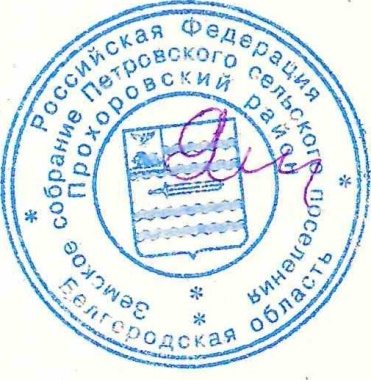 Российская Федерация
Белгородская область
Земское собрание Петровского сельского поселения
Прохоровский район